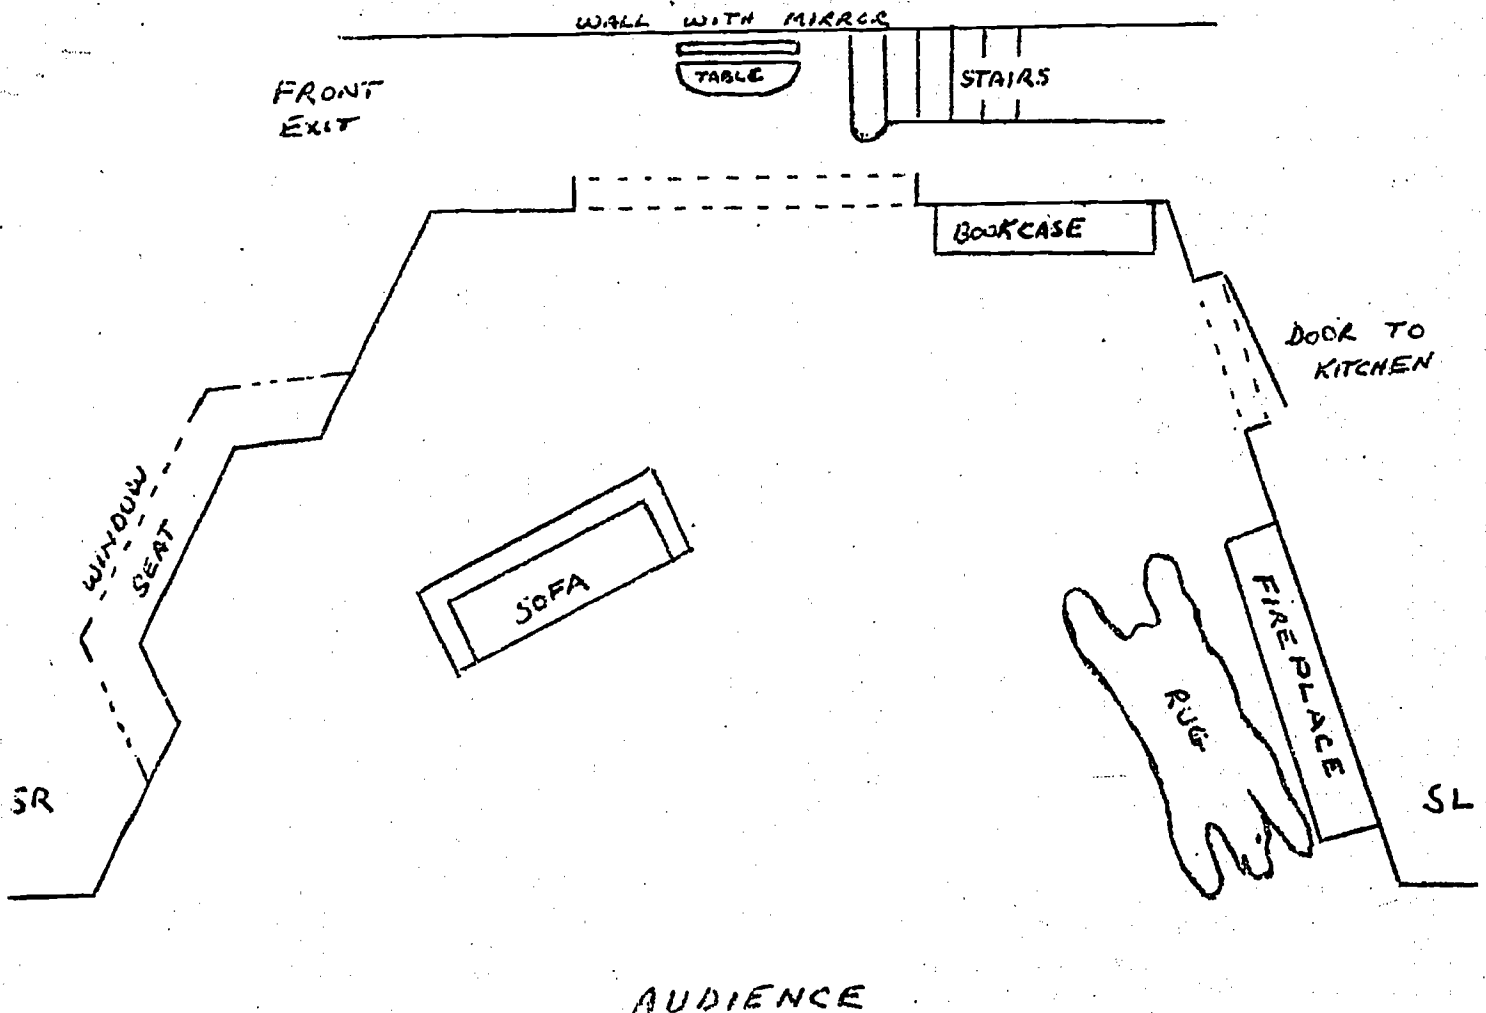 WALL WITH MIRROR
FRONT
EXIT
TABLE
STAIRS
BOOKCASE
DOOR TO
KITCHEN
WINDOW
SEAT
SOFA
RUG
FIREPLACE
SR
SL
AUDIENCE